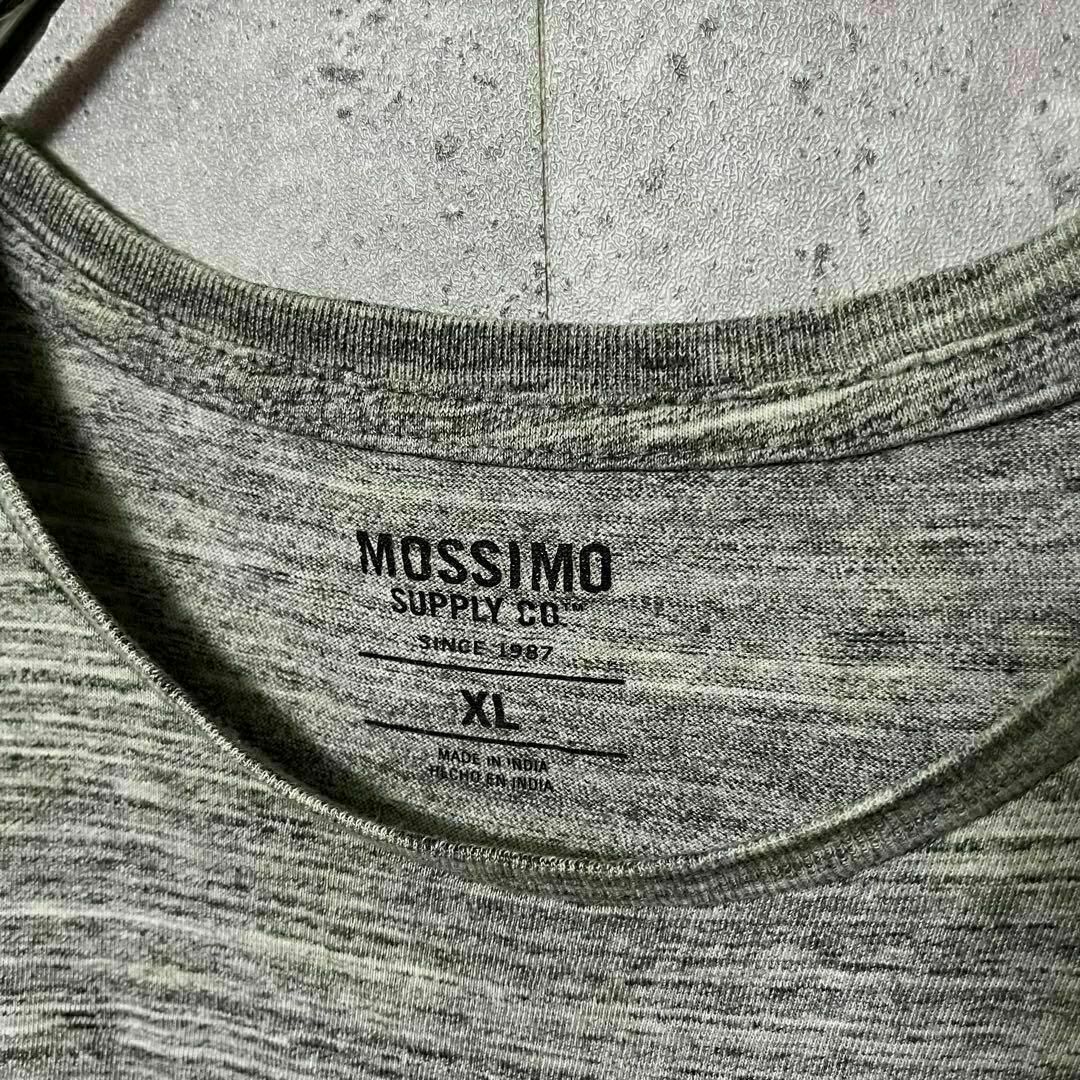 MOSSIMO
SUPPLY CO™
SINCE 1987
XL
MADE IN INDIA
HECHO EN INDIA